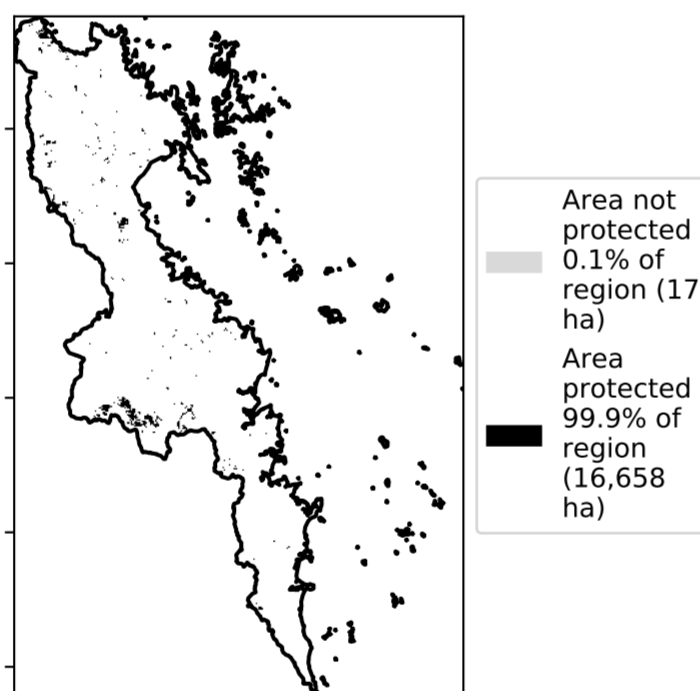 Area not
protected
0.1% of
region (17
ha)
Area
protected
99.9% of
region
(16,658
ha)